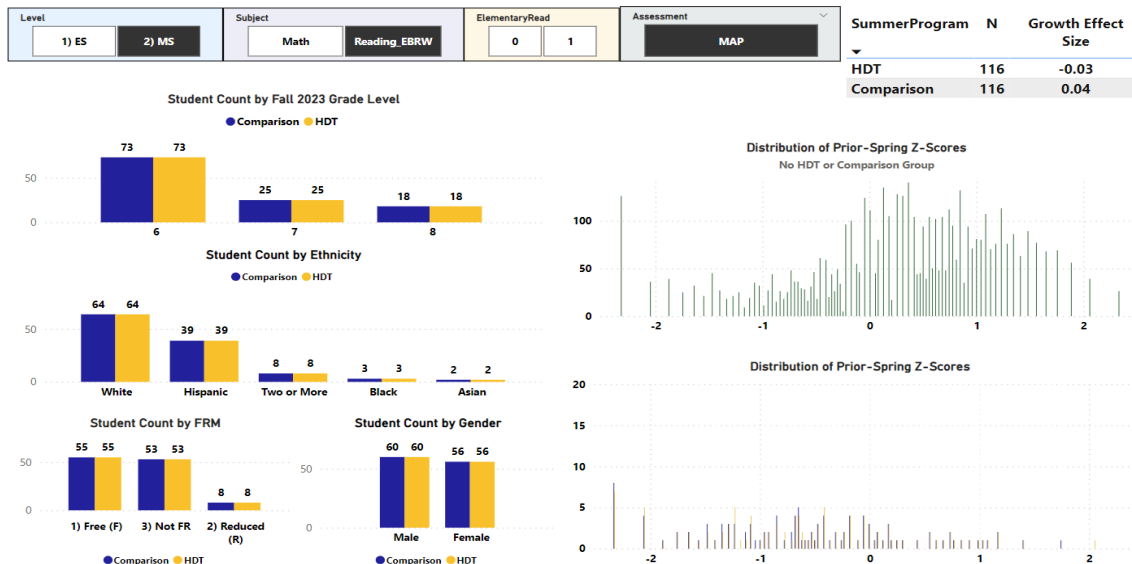 Level
1) ES 2) MS
Subject
Math Reading_EBRW
ElementaryRead
0 1
Assessment
MAP
SummerProgram N Growth Effect
Size
HDT 116 -0.03
Comparison 116 0.04
Student Count by Fall 2023 Grade Level
Comparison HDT
73 73
25 25
18 18
50
0
6 7 8
Student Count by Ethnicity
Comparison HDT
64 64
39 39
8 8
3 3
2 2
50
0
White Hispanic Two or More Black Asian
Student Count by FRM
55 55
53 53
8 8
50
0
1) Free (F) 3) Not FR 2) Reduced
(R)
Comparison HDT
Student Count by Gender
60 60
56 56
50
0
Male Female
Comparison HDT
Distribution of Prior-Spring Z-Scores
No HDT or Comparison Group
100
50
0
-2 -1 0 1 2
Distribution of Prior-Spring Z-Scores
20
15
10
5
0
-2 -1 0 1 2